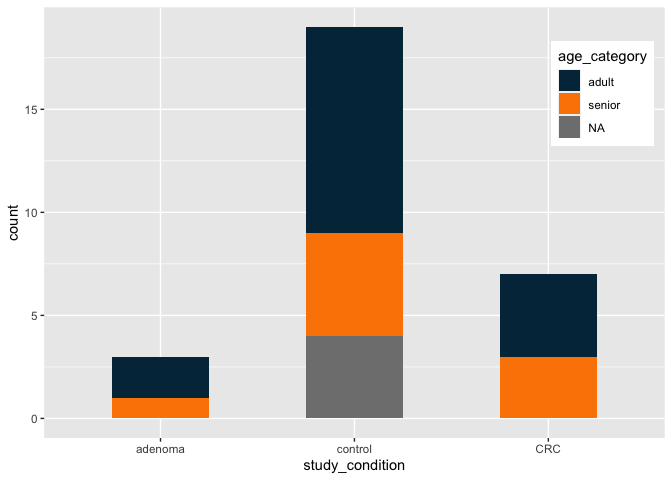 age_category
adult
senior
NA
count
15
10
5
0
adenoma control CRC
study_condition